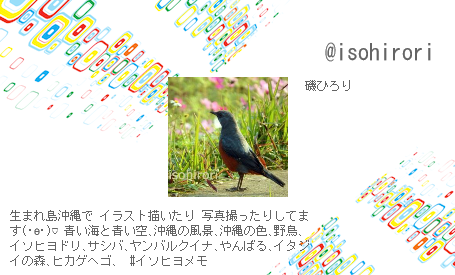 @isohirori
磯ひろり
isohirori
生まれ島沖縄で イラスト描いたり 写真撮ったりしてま
す(･e･)♡ 青い海と青い空､沖縄の風景､沖縄の色､野鳥､
イソヒヨドリ､サシバ､ヤンバルクイナ､やんばる､イタジ
イの森､ヒカゲヘゴ､ #イソヒヨメモ